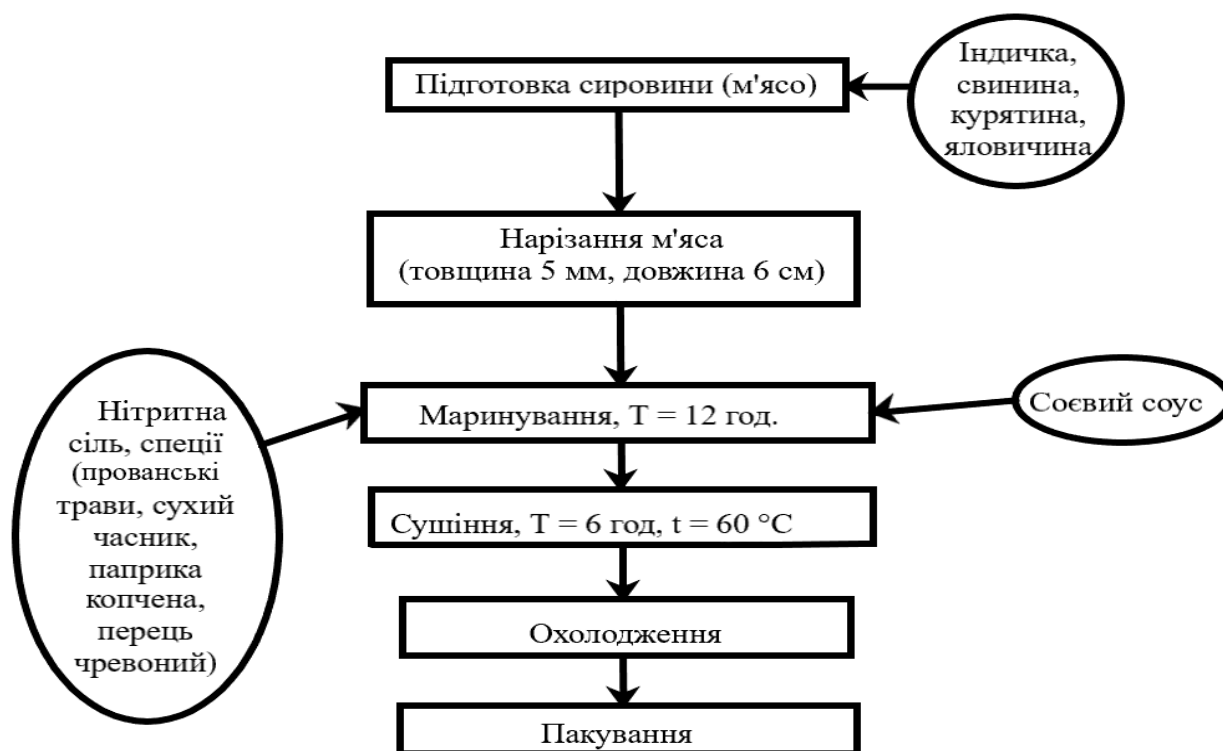 Підготовка сировини (м'ясо)
Індичка,
свинина,
курятина,
яловичина
Нарізання м'яса
(товщина 5 мм, довжина 6 см)
Нітритна
сіль, спеції
(прованські
трави, сухий
часник,
паприка
копчена,
перець
чревоний)
Маринування, Т = 12 год.
Соєвий соус
Сушіння, Т = 6 год, t = 60 °C
Охолодження
Пакування